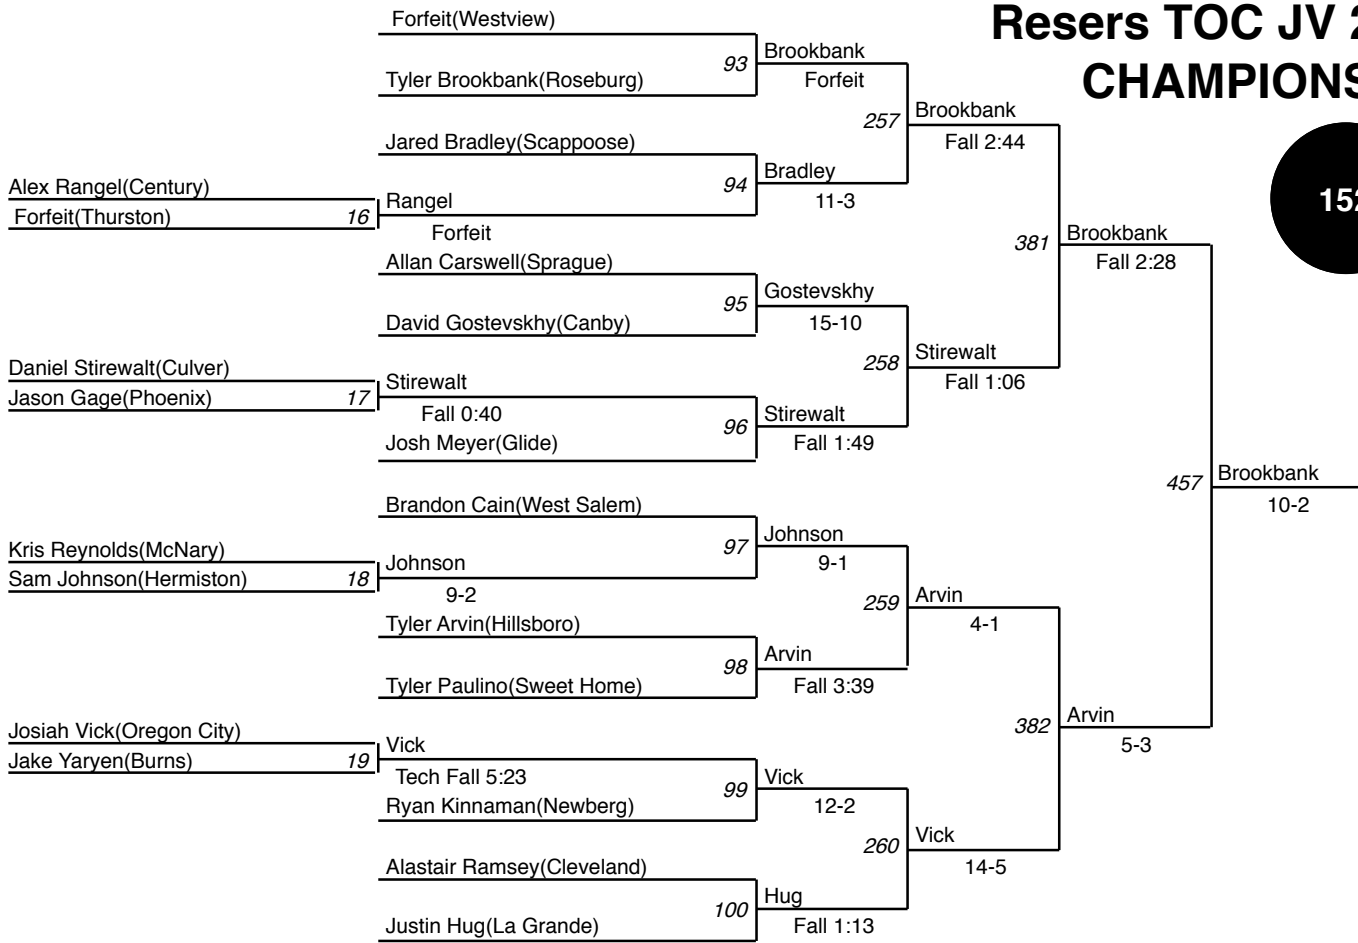 Resers TOC JV 2
CHAMPIONS
152
Forfeit(Westview)
Tyler Brookbank(Roseburg)
93
Brookbank
Forfeit
Jared Bradley(Scappoose)
Alex Rangel(Century)
Forfeit(Thurston)
16
Rangel
Forfeit
94
Bradley
11-3
257
Brookbank
Fall 2:44
Allan Carswell(Sprague)
David Gostevskhy(Canby)
95
Gostevskhy
15-10
Daniel Stirewalt(Culver)
Jason Gage(Phoenix)
17
Stirewalt
Fall 0:40
Josh Meyer(Glide)
96
Stirewalt
Fall 1:49
258
Stirewalt
Fall 1:06
381
Brookbank
Fall 2:28
Brandon Cain(West Salem)
Kris Reynolds(McNary)
Sam Johnson(Hermiston)
18
Johnson
9-2
97
Johnson
9-1
Tyler Arvin(Hillsboro)
Tyler Paulino(Sweet Home)
98
Arvin
Fall 3:39
259
Arvin
4-1
Josiah Vick(Oregon City)
Jake Yaryen(Burns)
19
Vick
Tech Fall 5:23
Ryan Kinnaman(Newberg)
99
Vick
12-2
Alastair Ramsey(Cleveland)
Justin Hug(La Grande)
100
Hug
Fall 1:13
260
Vick
14-5
382
Arvin
5-3
457
Brookbank
10-2